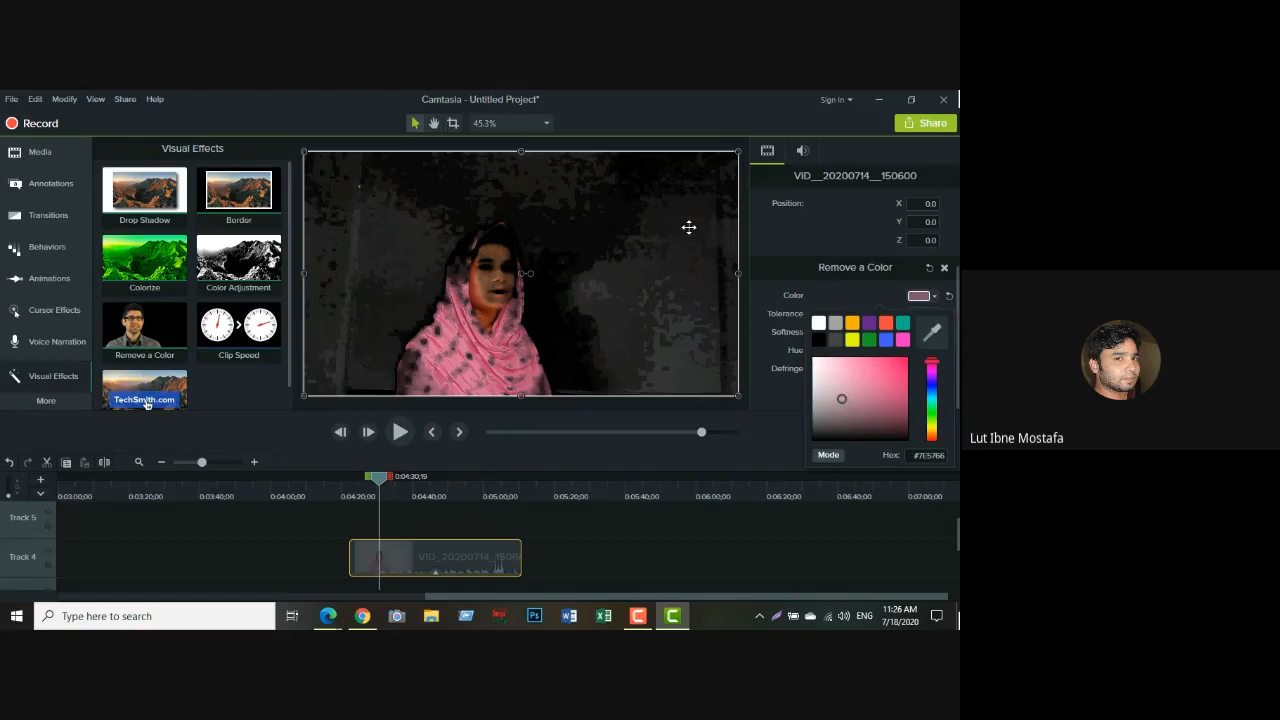 File Edit Modify View Share Help
Camtasia - Untitled Project*
Sign In
Record
45.3%
Share
Media
Annotations
Transitions
Behaviors
Animations
Cursor Effects
Voice Narration
Visual Effects
More
Visual Effects
Drop Shadow
Border
Colorize
Color Adjustment
Remove a Color
Clip Speed
TechSmith.com
VID__20200714__150600
Position:
X 0.0
Y 0.0
Z 0.0
Remove a Color
Color
Tolerance
Softness
Hue
Defringe
Mode
Hex: #7E5766
0:04:30;19
0:03:00;00 0:03:20;00 0:03:40;00 0:04:00;00 0:04:20;00 0:04:40;00 0:05:00;00 0:05:20;00 0:05:40;00 0:06:00;00 0:06:20;00 0:06:40;00 0:07:00;00
Track 5
Track 4
VID_20200714_1506
Type here to search
Ps
ENG
11:26 AM
7/18/2020
Lut Ibne Mostafa